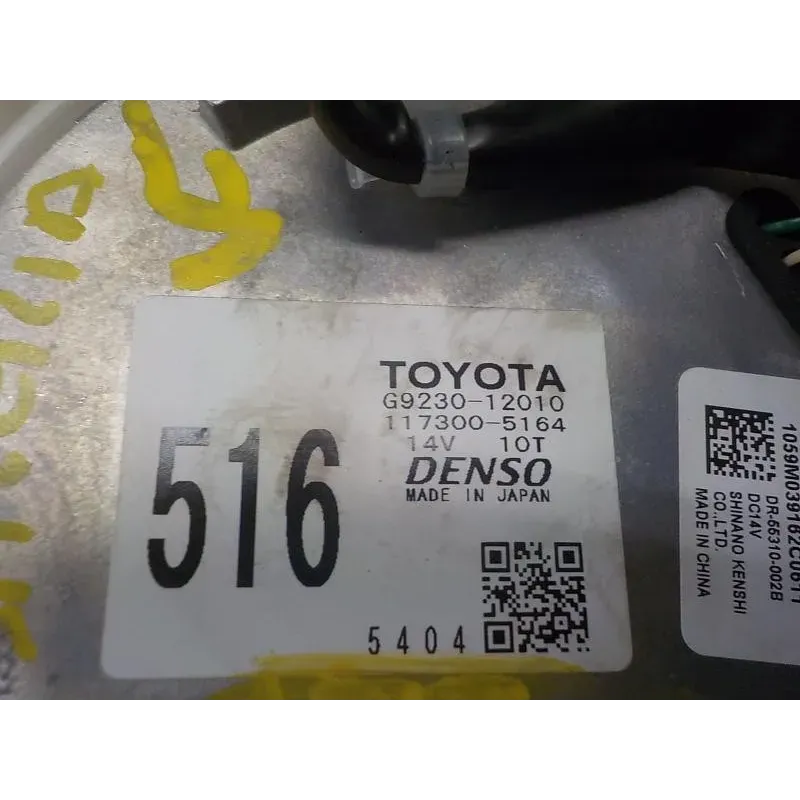 516
TOYOTA
G9230-12010
117300-5164
14V 10T
DENSO
MADE IN JAPAN
5404
DR-56310-002B
DC14V
SHINANO KENSHI
CO.,LTD.
MADE IN CHINA